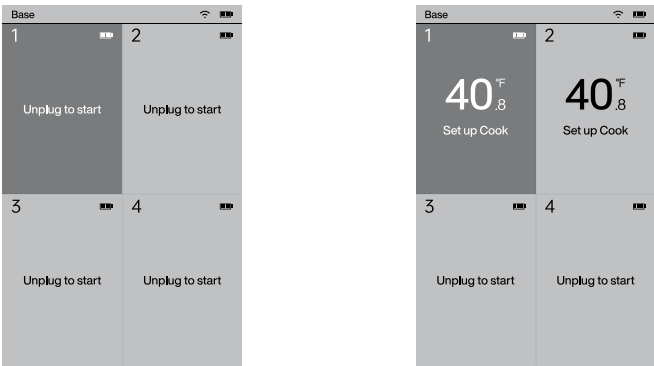 Base
1
2
Unplug to start
Unplug to start
3
4
Unplug to start
Unplug to start
Base
1
2
40.8 °F
40.8 °F
Set up Cook
Set up Cook
3
4
Unplug to start
Unplug to start